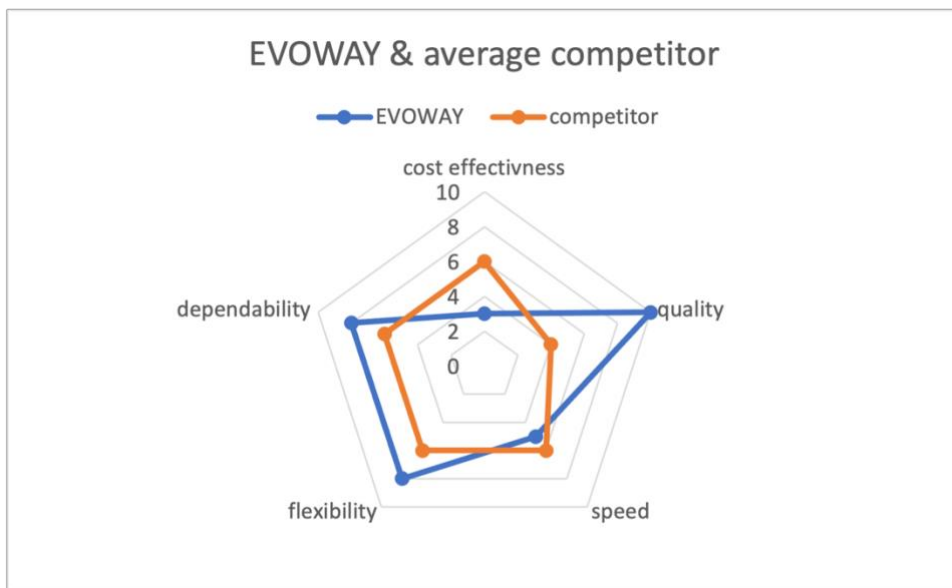 EVOWAY & average competitor
EVOWAY competitor
cost effectivness
10
8
6
4
2
0
dependability
quality
flexibility
speed